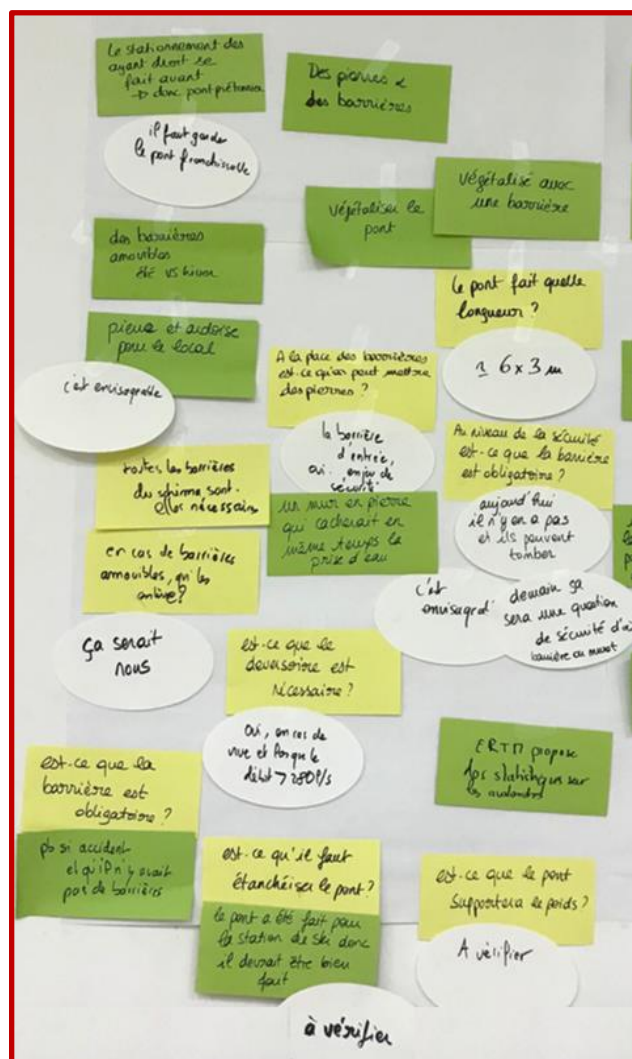 Le stationnement des
ayant droit se
fait avant
→ donc pont piétonnier
il faut garder
le pont franchissable
Des pierres &
des barrières
végétaliser le
pont
végétalisé avec
une barrière
des barrières
amovibles
été vs hiver
le pont fait quelle
longueur ?
pierre et ardoise
pour le local
c'est envisageable
A la place des barrières
est-ce qu'on peut mettre
des pierres ?
la barrière
d'entrée,
oui. enjeu de
sécurité
un mur en pierre
qui cacherait en
même temps la
prise d'eau
6 x 3 m
Au niveau de la sécurité
est-ce que la barrière
est obligatoire ?
aujourd'hui
il n'y en a pas
et ils peuvent
tomber
c'est
envisageable
demain ça
sera une question
de sécurité
barrière ou muret
toutes les barrières
du schéma sont-
elles nécessaires
en cas de barrières
amovibles, qui les
enlève ?
ça serait
nous
est-ce que le
déversoire est
nécessaire ?
Oui, en cas de
vive et lorsque le
débit > 280 l/s
ERTM propose
des statistiques sur
les avalanches
est-ce que la
barrière est
obligatoire ?
pb si accident
et qu'il n'y avait
pas de barrières
est-ce qu'il faut
étanchéiser le pont ?
le pont a été fait pour
la station de ski donc
il devrait être bien
fait
à vérifier
est-ce que le pont
supportera le poids ?
A vérifier